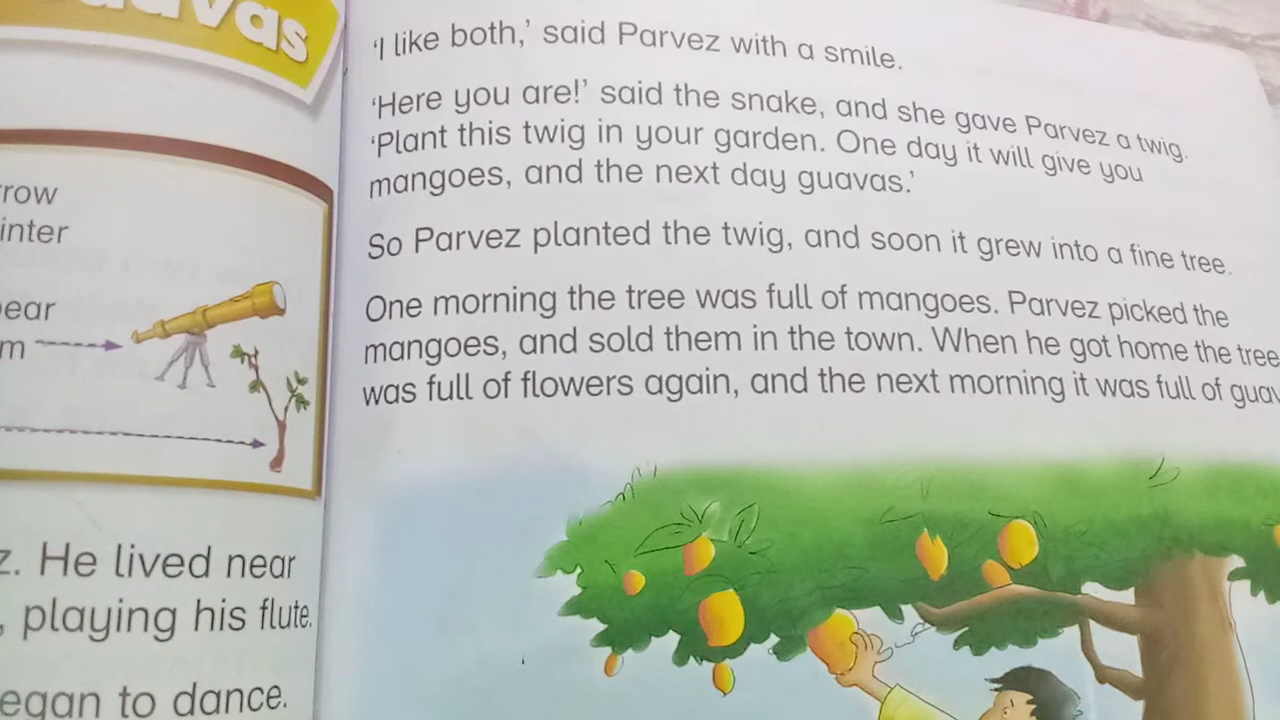 row
inter
m
z. He lived near
, playing his flute.
egan to dance.
'I like both,' said Parvez with a smile.
'Here you are!' said the snake, and she gave Parvez a twig.
'Plant this twig in your garden. One day it will give you
mangoes, and the next day guavas.'
So Parvez planted the twig, and soon it grew into a fine tree.
One morning the tree was full of mangoes. Parvez picked the
mangoes, and sold them in the town. When he got home the tree
was full of flowers again, and the next morning it was full of